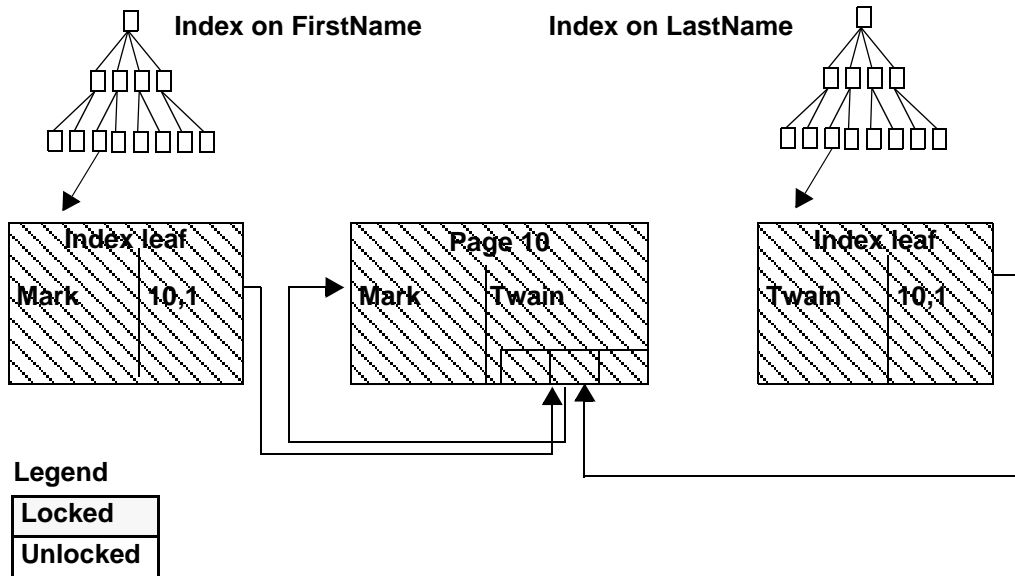 Index on FirstName
Index on LastName
Index leaf
Mark 10,1
Page 10
Mark Twain
Index leaf
Twain 10,1
Legend
Locked
Unlocked